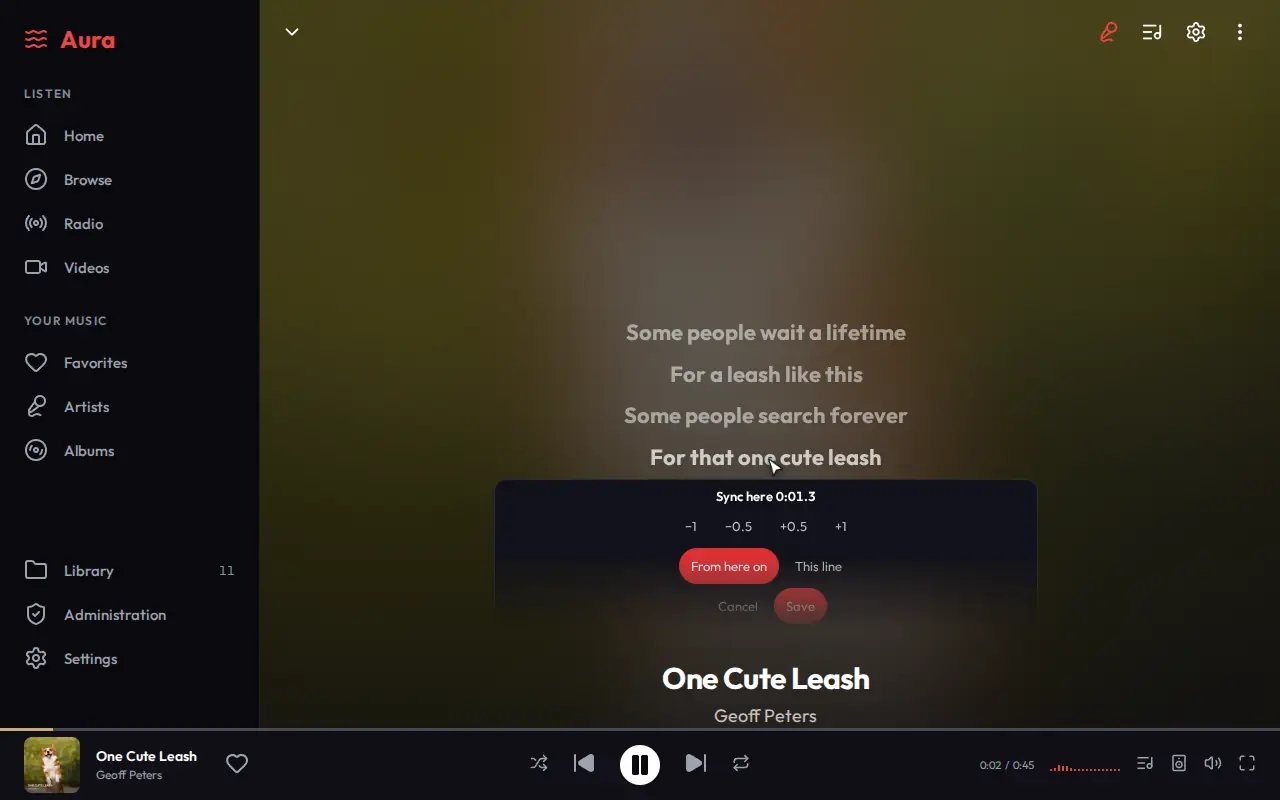 Aura
LISTEN
Home
Browse
Radio
Videos
YOUR MUSIC
Favorites
Artists
Albums
Library 11
Administration
Settings
Some people wait a lifetime
For a leash like this
Some people search forever
For that one cute leash
Sync here 0:01.3
−1 −0.5 +0.5 +1
From here on This line
Cancel Save
One Cute Leash
Geoff Peters
One Cute Leash
Geoff Peters
0:02 / 0:45